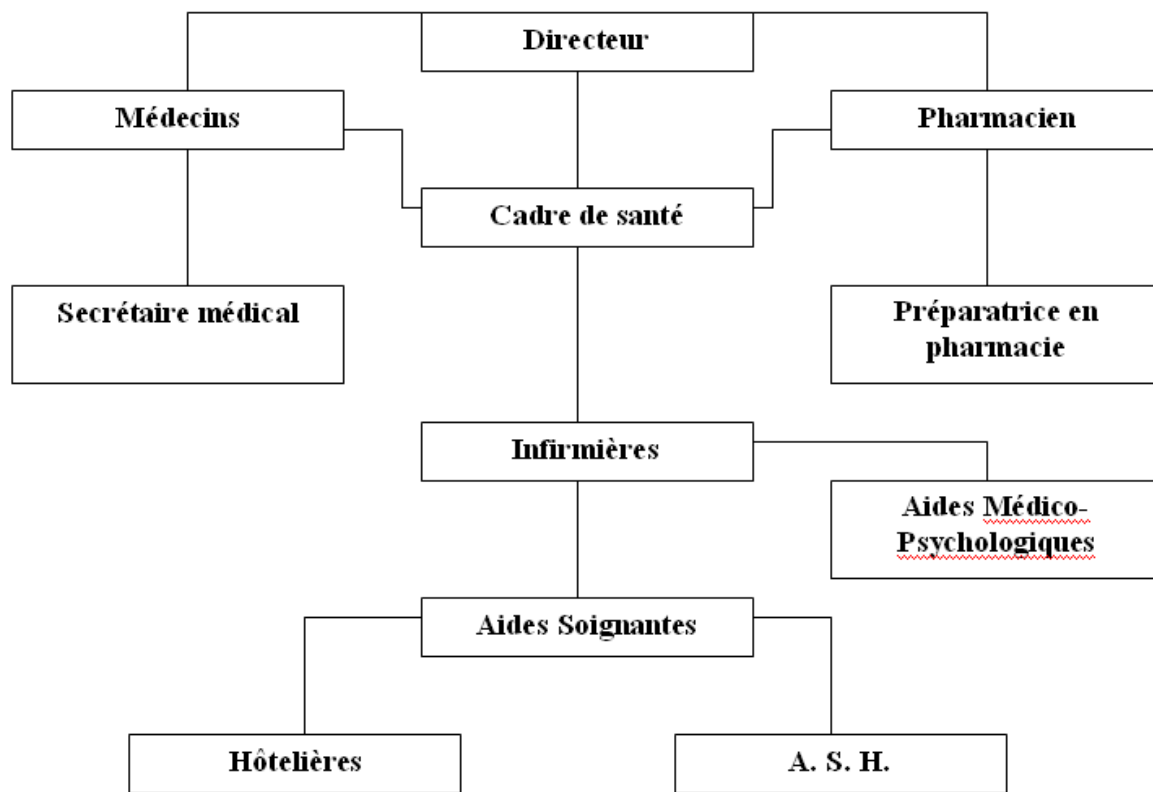 Directeur
Médecins
Pharmacien
Cadre de santé
Secrétaire médical
Préparatrice en
pharmacie
Infirmières
Aides Médico-
Psychologiques
Aides Soignantes
Hôtelières
A. S. H.